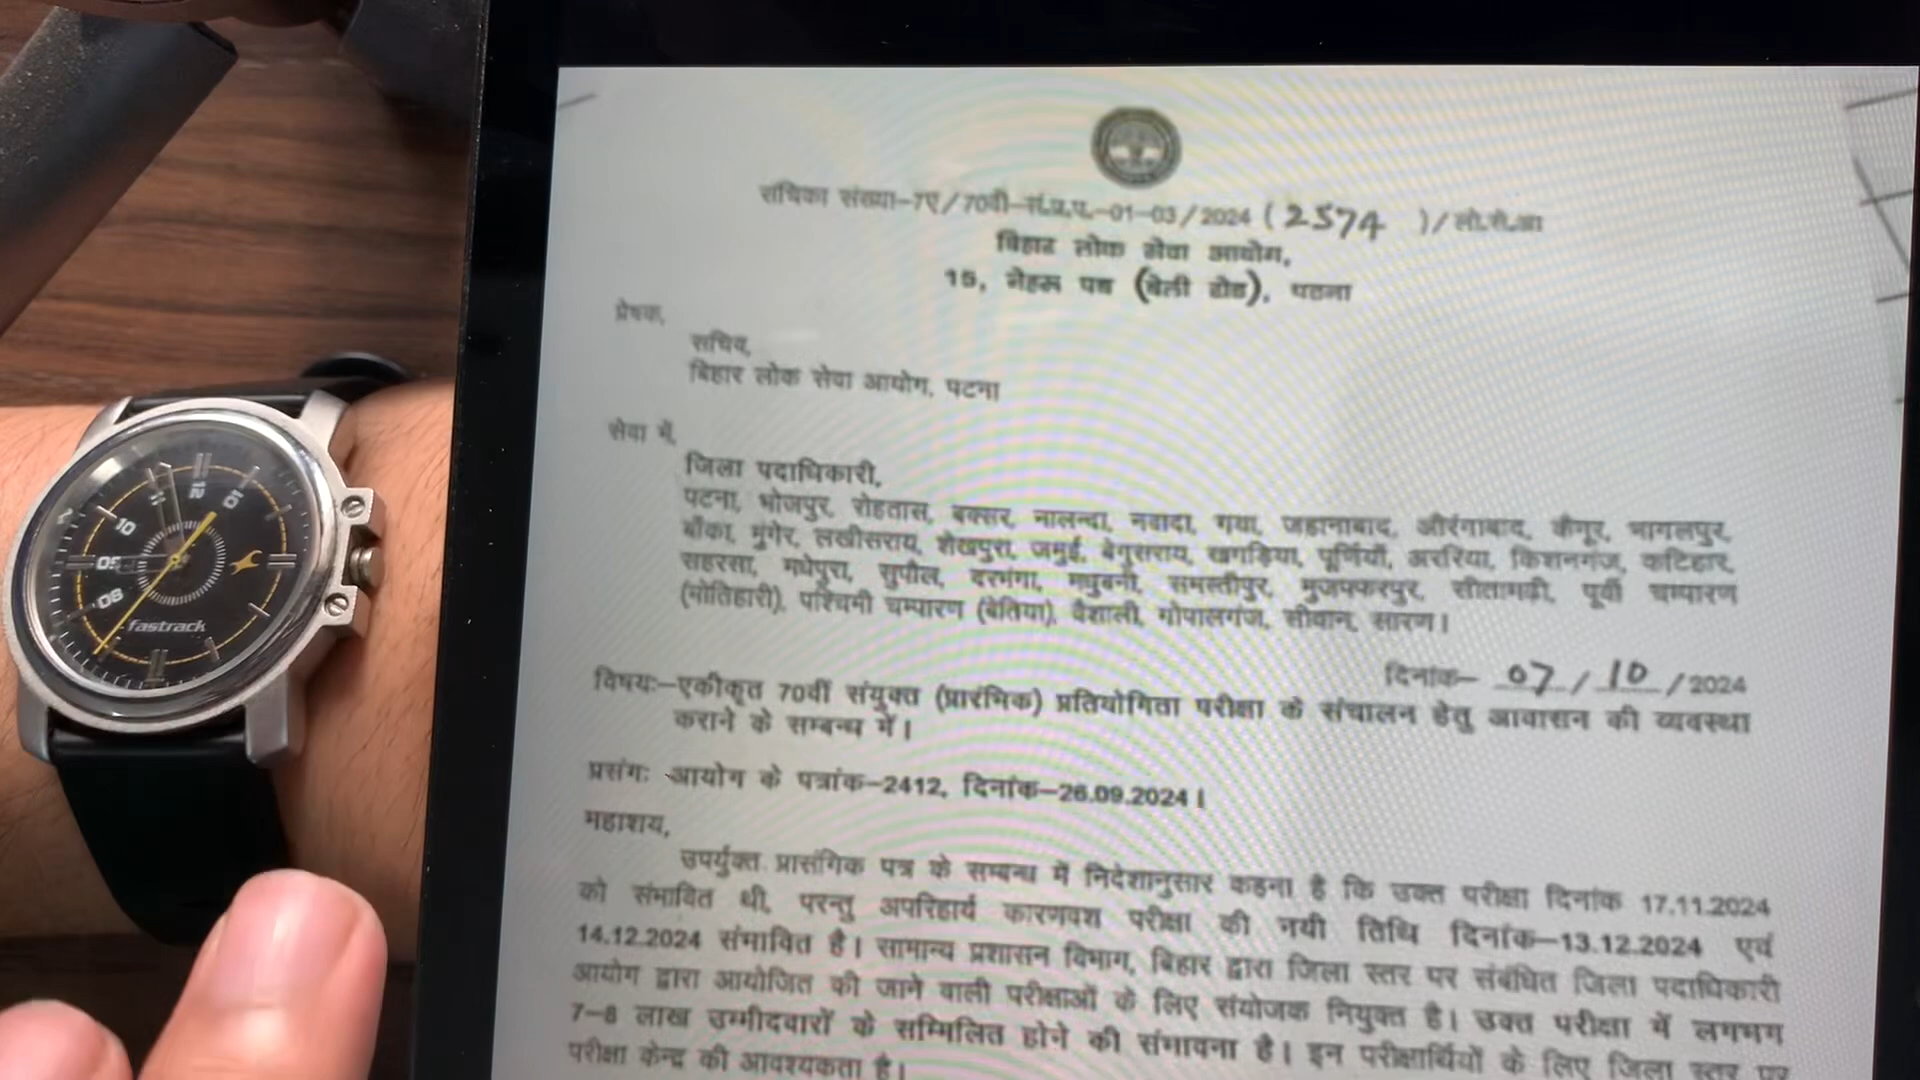 संचिका संख्या–7ए/70वी–सं.प्र.प.–01–03/2024 (2574 )/लो.से.आ
बिहार लोक सेवा आयोग,
15, नेहरू पथ (बेली रोड), पटना
प्रेषक,
सचिव,
बिहार लोक सेवा आयोग, पटना
सेवा में,
जिला पदाधिकारी,
पटना, भोजपुर, रोहतास, बक्सर, नालन्दा, नवादा, गया, जहानाबाद, औरंगाबाद, कैमूर, भागलपुर,
बाँका, मुंगेर, लखीसराय, शेखपुरा, जमुई, बेगुसराय, खगड़िया, पूर्णियाँ, अररिया, किशनगंज, कटिहार,
सहरसा, मधेपुरा, सुपौल, दरभंगा, मधुबनी, समस्तीपुर, मुजफ्फरपुर, सीतामढ़ी, पूर्वी चम्पारण
(मोतिहारी), पश्चिमी चम्पारण (बेतिया), वैशाली, गोपालगंज, सीवान, सारण।
दिनांक– 07/10/2024
विषयः–एकीकृत 70वीं संयुक्त (प्रारंभिक) प्रतियोगिता परीक्षा के संचालन हेतु आवासन की व्यवस्था
कराने के सम्बन्ध में।
प्रसंगः आयोग के पत्रांक–2412, दिनांक–26.09.2024।
महाशय,
उपर्युक्त प्रासंगिक पत्र के सम्बन्ध में निदेशानुसार कहना है कि उक्त परीक्षा दिनांक 17.11.2024
को संभावित थी, परन्तु अपरिहार्य कारणवश परीक्षा की नयी तिथि दिनांक–13.12.2024 एवं
14.12.2024 संभावित है। सामान्य प्रशासन विभाग, बिहार द्वारा जिला स्तर पर संबंधित जिला पदाधिकारी
आयोग द्वारा आयोजित की जाने वाली परीक्षाओं के लिए संयोजक नियुक्त है। उक्त परीक्षा में लगभग
7–8 लाख उम्मीदवारों के सम्मिलित होने की संभावना है। इन परीक्षार्थियों के लिए जिला स्तर पर
परीक्षा केन्द्र की आवश्यकता है।
12
11
10
10
08
fastrack